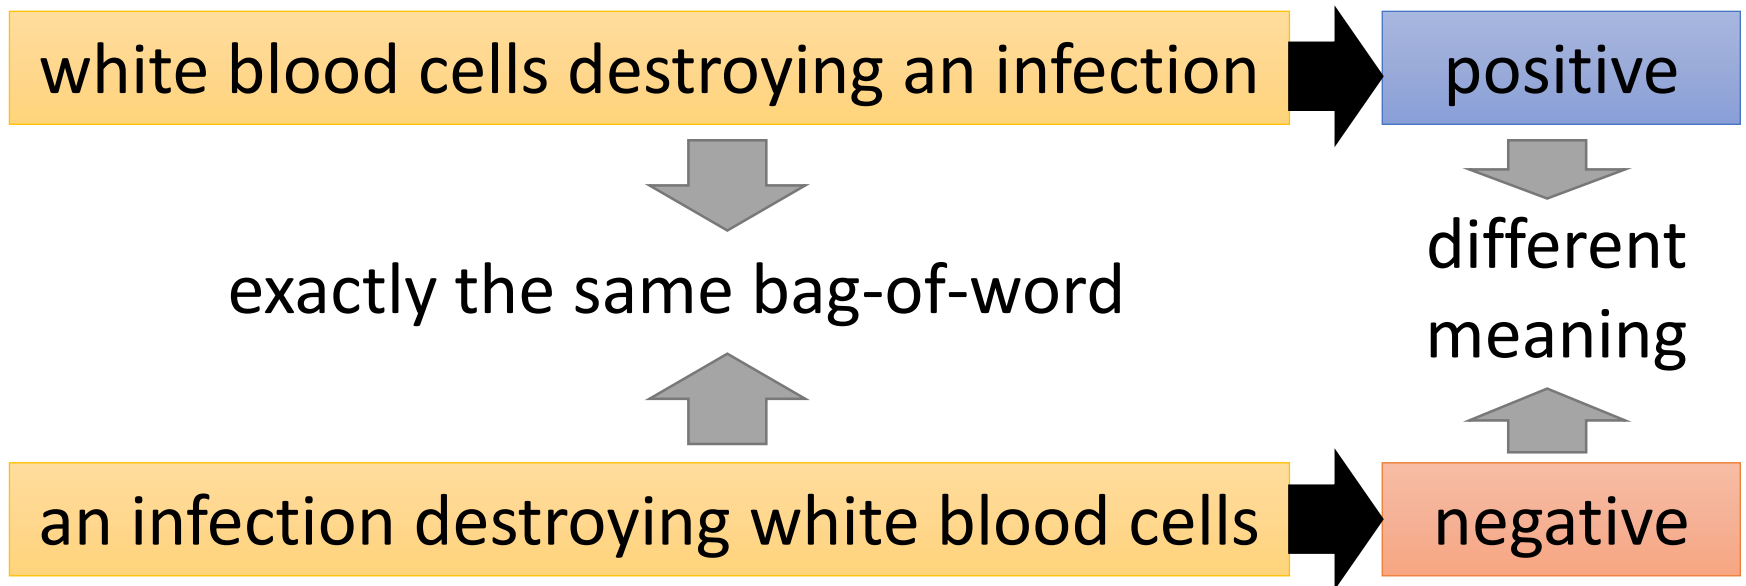 white blood cells destroying an infection
positive
exactly the same bag-of-word
different
meaning
an infection destroying white blood cells
negative